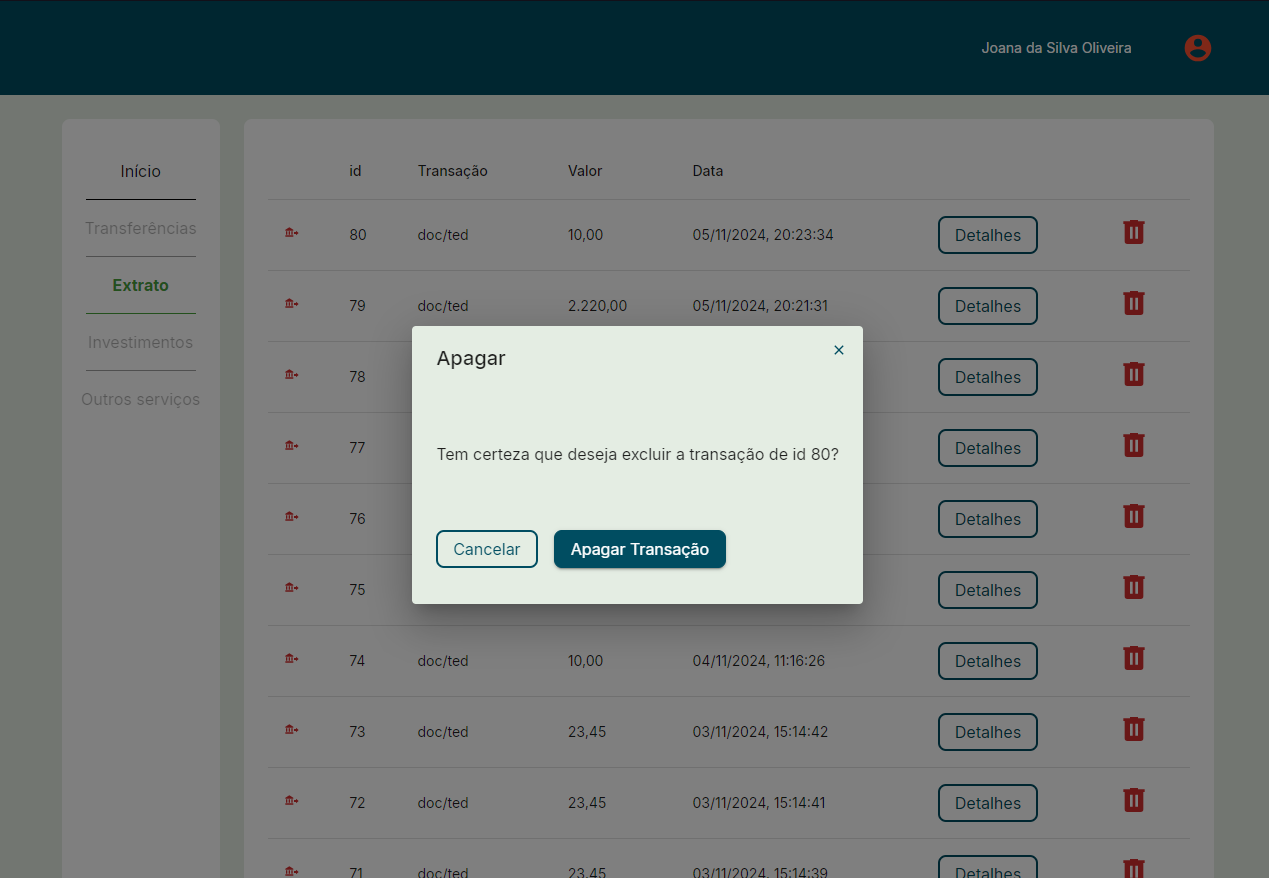 Joana da Silva Oliveira
Início
Transferências
Extrato
Investimentos
Outros serviços
id Transação Valor Data
80 doc/ted 10,00 05/11/2024, 20:23:34 Detalhes
79 doc/ted 2.220,00 05/11/2024, 20:21:31 Detalhes
78 Detalhes
77 Detalhes
76 Detalhes
75 Detalhes
74 doc/ted 10,00 04/11/2024, 11:16:26 Detalhes
73 doc/ted 23,45 03/11/2024, 15:14:42 Detalhes
72 doc/ted 23,45 03/11/2024, 15:14:41 Detalhes
71 doc/ted 23,45 03/11/2024, 15:14:39 Detalhes
Apagar ×
Tem certeza que deseja excluir a transação de id 80?
Cancelar Apagar Transação